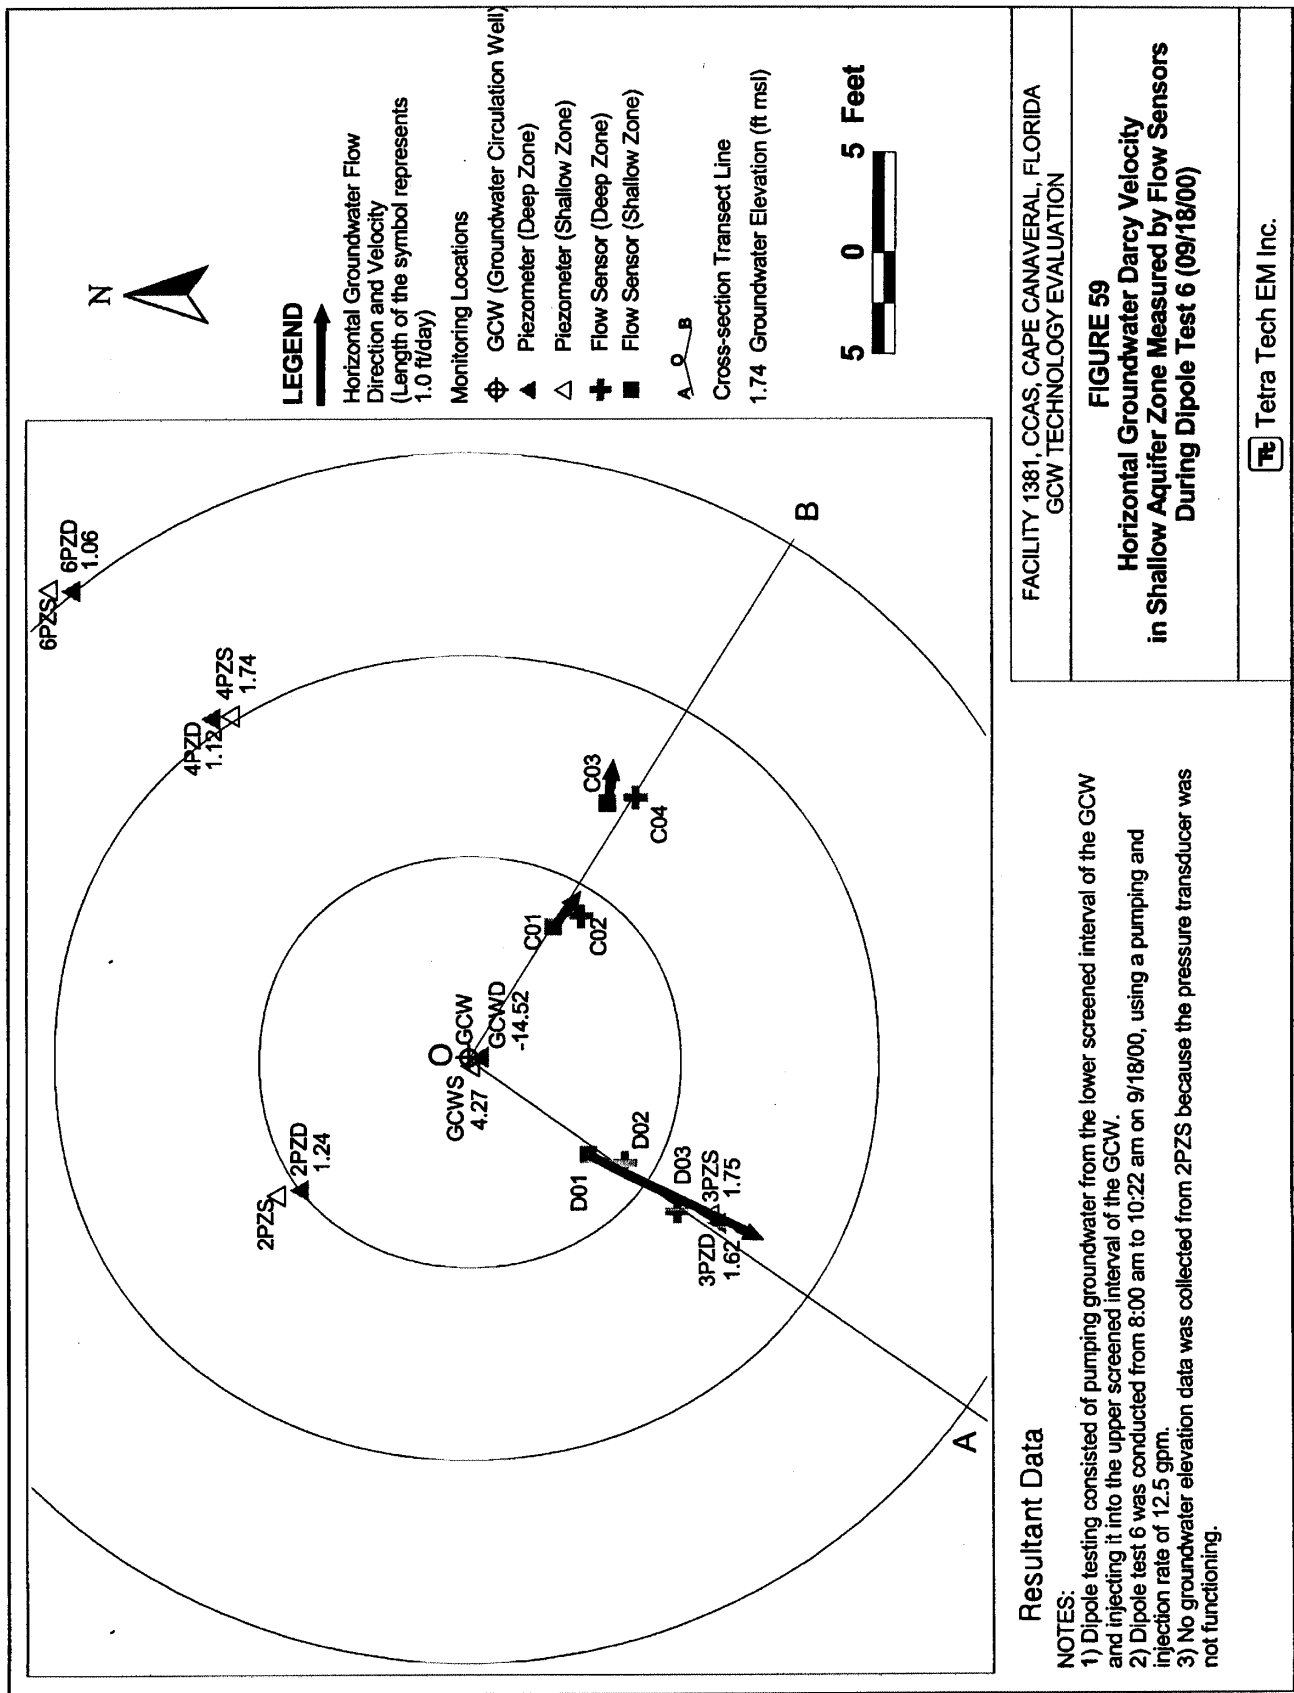 6PZS
6PZD
1.06
4PZD
1.12
4PZS
1.74
2PZS
2PZD
1.24
O
GCWS
4.27
GCW
GCWD
-14.52
C01
C02
C03
C04
D01
D02
D03
3PZS
1.75
3PZD
1.62
A
B
N
LEGEND
Horizontal Groundwater Flow
Direction and Velocity
(Length of the symbol represents
1.0 ft/day)
Monitoring Locations
GCW (Groundwater Circulation Well)
Piezometer (Deep Zone)
Piezometer (Shallow Zone)
Flow Sensor (Deep Zone)
Flow Sensor (Shallow Zone)
A O B
Cross-section Transect Line
1.74 Groundwater Elevation (ft msl)
5 0 5 Feet
Resultant Data
NOTES:
1) Dipole testing consisted of pumping groundwater from the lower screened interval of the GCW
and injecting it into the upper screened interval of the GCW.
2) Dipole test 6 was conducted from 8:00 am to 10:22 am on 9/18/00, using a pumping and
injection rate of 12.5 gpm.
3) No groundwater elevation data was collected from 2PZS because the pressure transducer was
not functioning.
FACILITY 1381, CCAS, CAPE CANAVERAL, FLORIDA
GCW TECHNOLOGY EVALUATION
FIGURE 59
Horizontal Groundwater Darcy Velocity
in Shallow Aquifer Zone Measured by Flow Sensors
During Dipole Test 6 (09/18/00)
Tt Tetra Tech EM Inc.